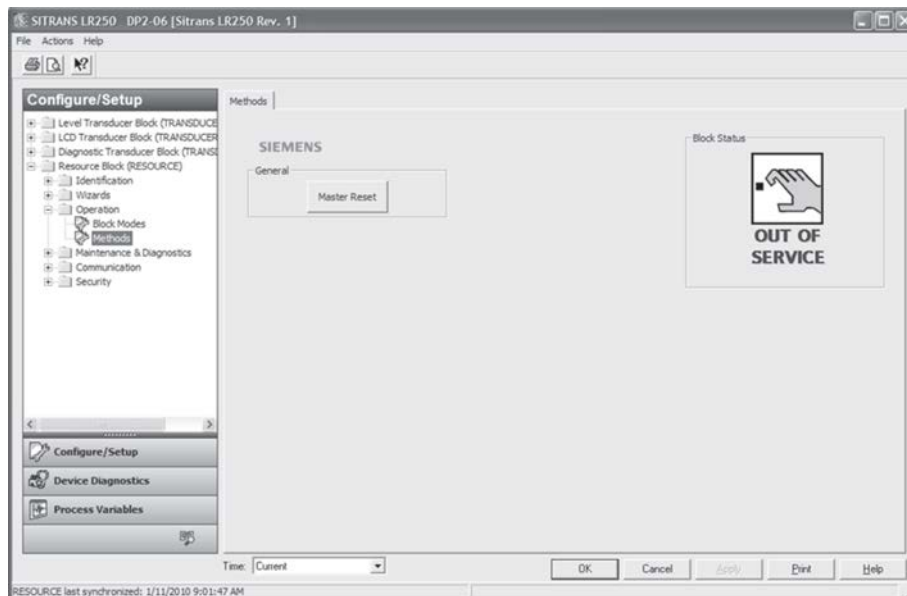 SITRANS LR250 DP2-06 [Sitrans LR250 Rev. 1]
File Actions Help
Configure/Setup
Level Transducer Block (TRANSDUCE
LCD Transducer Block (TRANSDUCER
Diagnostic Transducer Block (TRANSD
Resource Block (RESOURCE)
Identification
Wizards
Operation
Block Modes
Methods
Maintenance & Diagnostics
Communication
Security
Configure/Setup
Device Diagnostics
Process Variables
Methods
SIEMENS
General
Master Reset
Block Status
OUT OF
SERVICE
Time: Current
OK Cancel Apply Print Help
RESOURCE last synchronized: 1/11/2010 9:01:47 AM